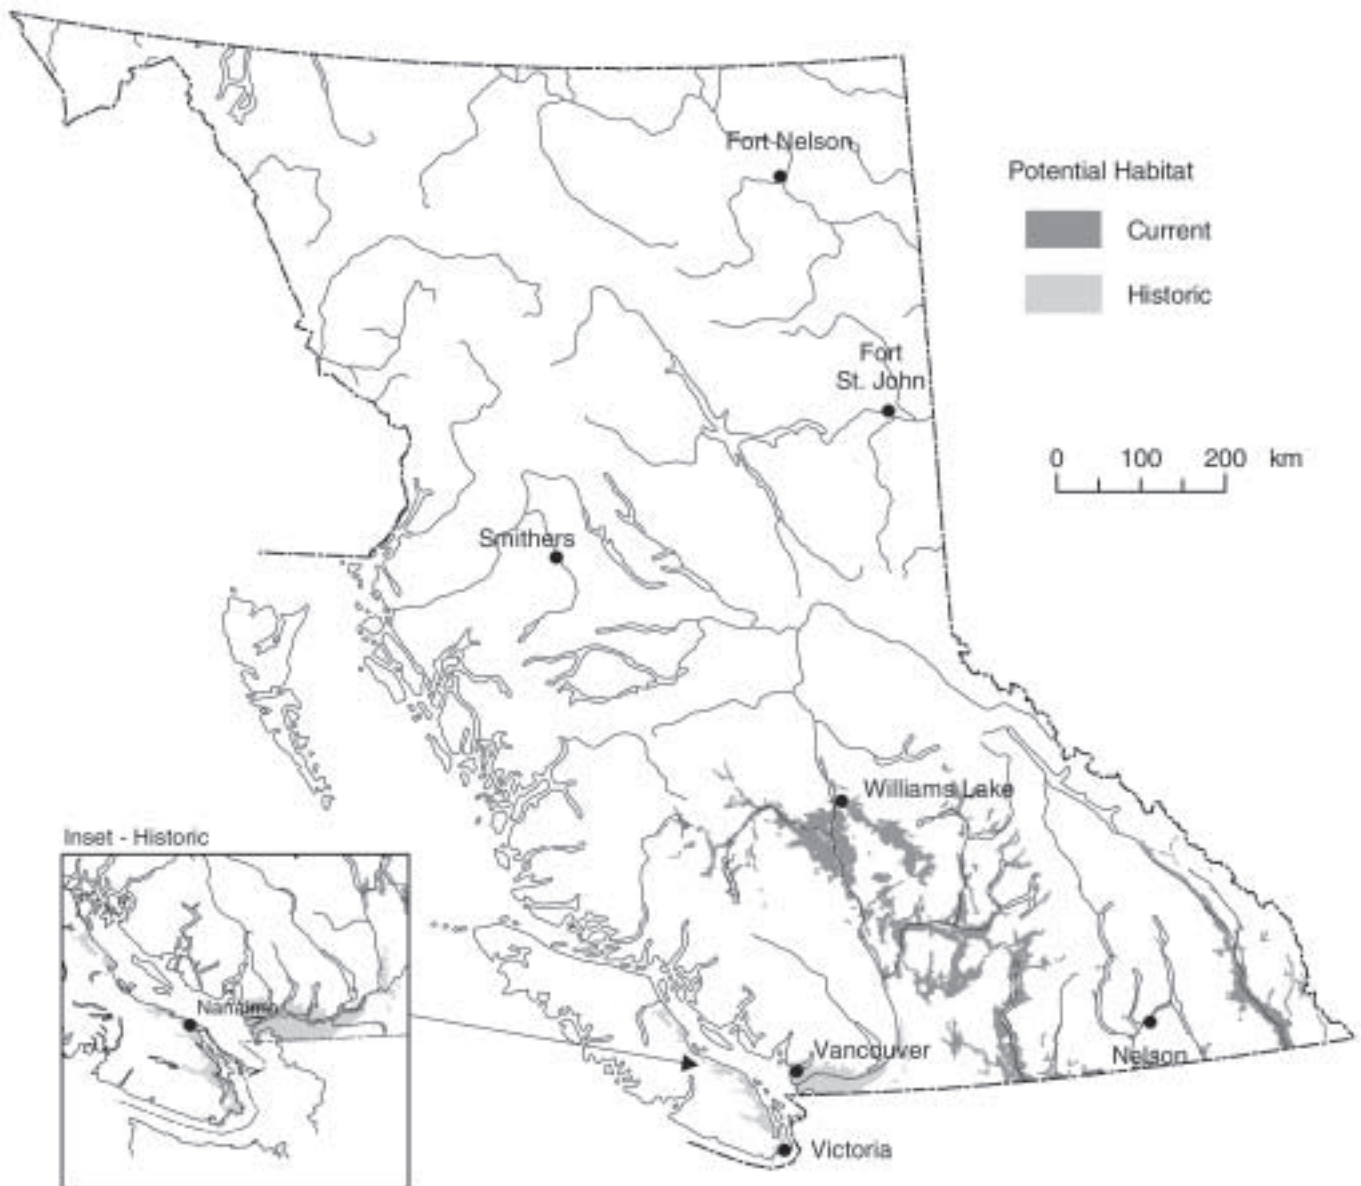 Fort Nelson
Potential Habitat
Current
Historic
Fort
St. John
0 100 200 km
Smithers
Williams Lake
Inset - Historic
Nanaimo
Vancouver
Nelson
Victoria